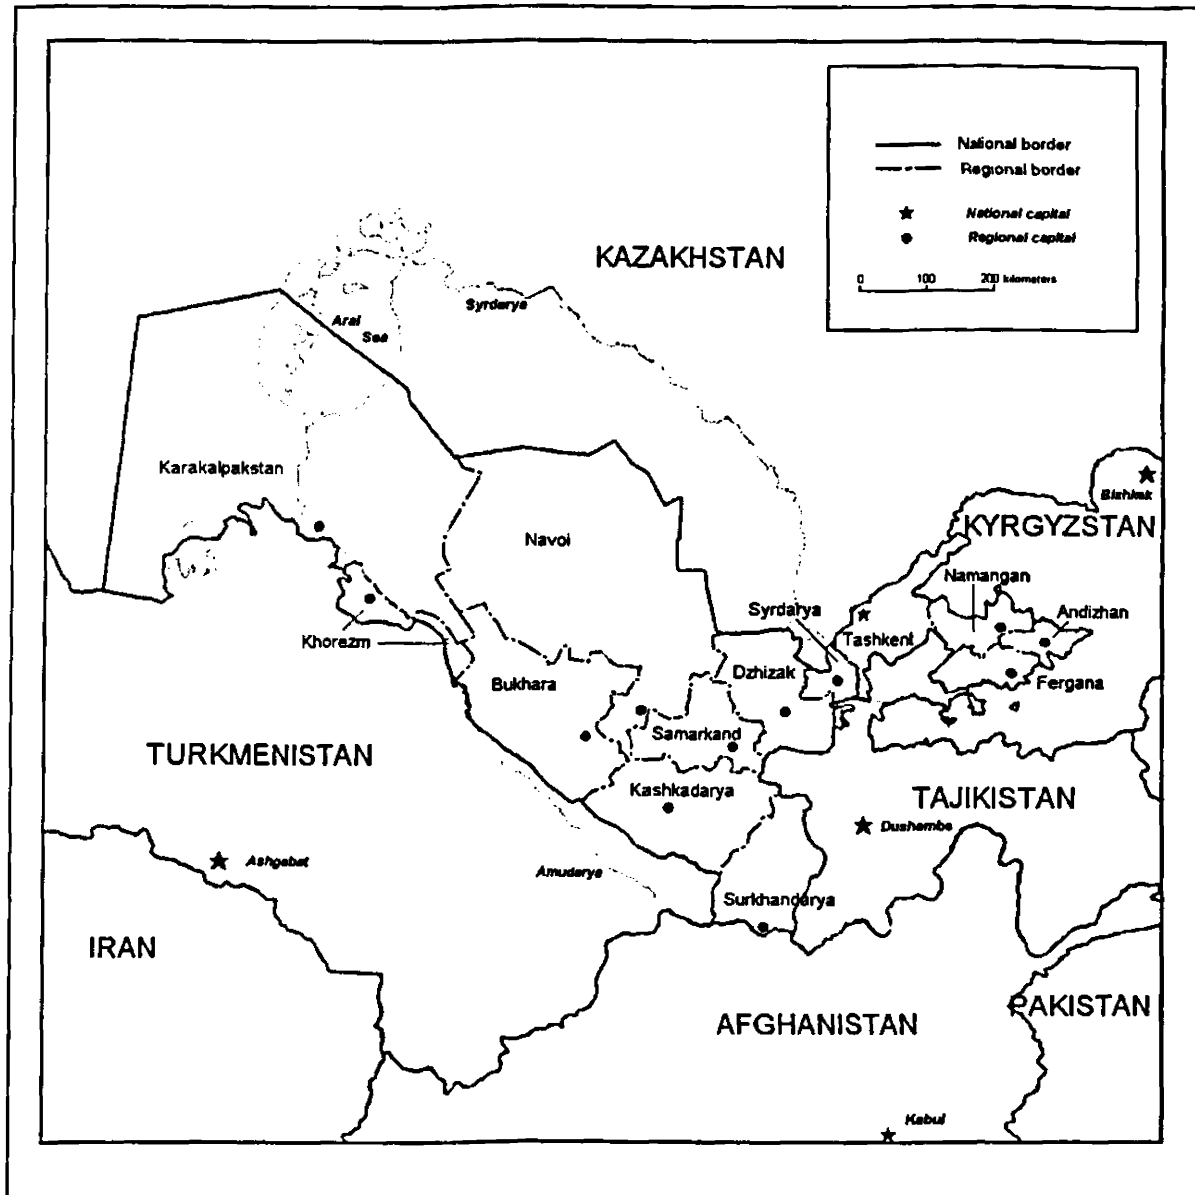 National border
Regional border
National capital
Regional capital
0 100 200 kilometers
KAZAKHSTAN
Syrdarya
Aral
Sea
Karakalpakstan
Bishkek
KYRGYZSTAN
Navoi
Namangan
Andizhan
Syrdarya
Tashkent
Khorezm
Dzhizak
Bukhara
Fergana
Samarkand
TURKMENISTAN
Kashkadarya
TAJIKISTAN
Dushambe
Ashgabat
Amudarya
Surkhandarya
IRAN
PAKISTAN
AFGHANISTAN
Kabul